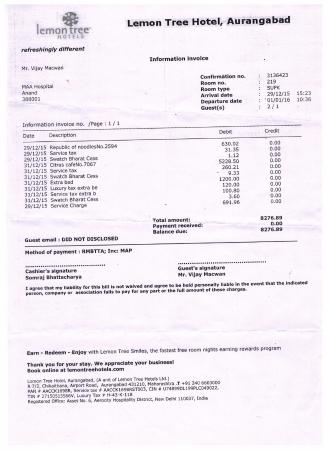 lemon tree
HOTELS
Lemon Tree Hotel, Aurangabad
refreshingly different
Information invoice
Mr. Vijay Macwan
MAA Hospital
Anand
388001
Confirmation no. : 3136423
Room no. : 219
Room type : SUPK
Arrival date : 29/12/15 15:23
Departure date : 01/01/16 10:36
Guest(s) : 2 / 1
Information invoice no. /Page : 1 / 1
Date Description Debit Credit
29/12/15 Republic of noodlesNo.2594 630.02 0.00
29/12/15 Service tax 31.35 0.00
29/12/15 Swatch Bharat Cess 1.12 0.00
31/12/15 Citrus cafeNo.7067 5228.50 0.00
31/12/15 Service tax 260.21 0.00
31/12/15 Swatch Bharat Cess 9.33 0.00
31/12/15 Extra bed 1200.00 0.00
31/12/15 Luxury tax extra be 120.00 0.00
31/12/15 Service tax extra b 100.80 0.00
31/12/15 Swatch Bharat Cess 3.60 0.00
29/12/15 Service Charge 691.96 0.00
Total amount: 8276.89
Payment received: 0.00
Balance due: 8276.89
Guest email : DID NOT DISCLOSED
Method of payment : RMBTTA; Inc: MAP
Cashier's signature Guest's signature
Somraj Bhattacharya Mr. Vijay Macwan
I agree that my liability for this bill is not waived and agree to be held personally liable in the event that the indicated
person, company or association fails to pay for any part or the full amount of these charges.
Earn - Redeem - Enjoy with Lemon Tree Smiles, the fastest free room nights earning rewards program
Thank you for your stay. We appreciate your business!
Book online at lemontreehotels.com
Lemon Tree Hotel, Aurangabad, (A unit of Lemon Tree Hotels Ltd.)
R 7/2, Chikalthana, Airport Road, Aurangabad 431210, Maharashtra .T +91 240 6603000
Registered Office: Asset No. 6, Aerocity Hospitality District, New Delhi 110037, India